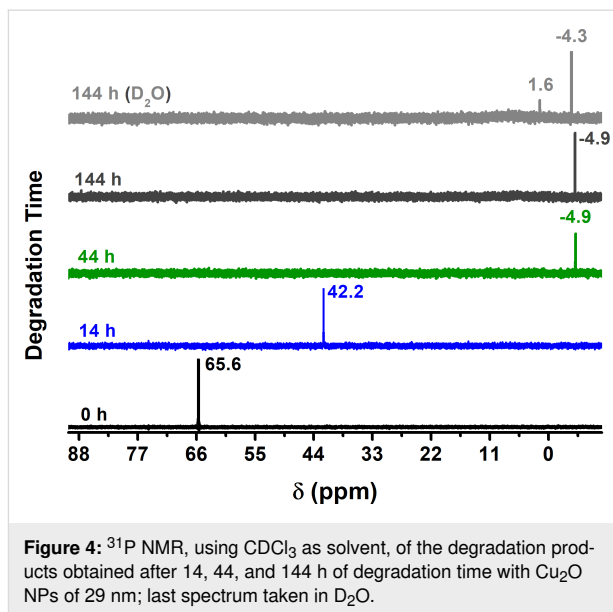 -4.3
144 h (D₂O)
1.6
-4.9
144 h
-4.9
44 h
42.2
14 h
65.6
0 h
Degradation Time
88 77 66 55 44 33 22 11 0
δ (ppm)
Figure 4: ³¹P NMR, using CDCl₃ as solvent, of the degradation prod-
ucts obtained after 14, 44, and 144 h of degradation time with Cu₂O
NPs of 29 nm; last spectrum taken in D₂O.